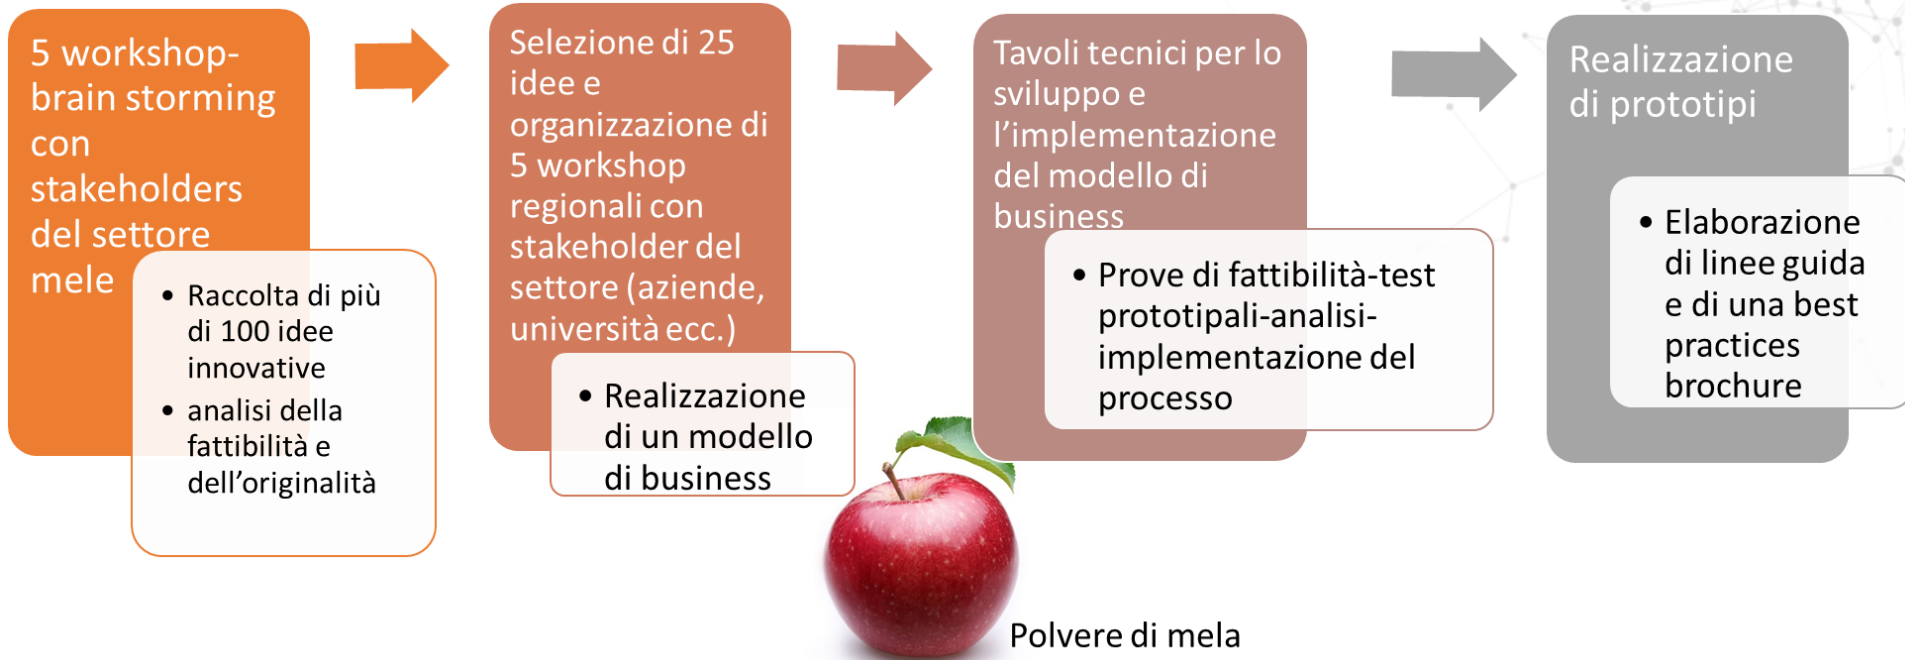 5 workshop-
brain storming
con
stakeholders
del settore
mele
• Raccolta di più
di 100 idee
innovative
• analisi della
fattibilità e
dell’originalità
Selezione di 25
idee e
organizzazione di
5 workshop
regionali con
stakeholder del
settore (aziende,
università ecc.)
• Realizzazione
di un modello
di business
Tavoli tecnici per lo
sviluppo e
l’implementazione
del modello di
business
• Prove di fattibilità-test
prototipali-analisi-
implementazione del
processo
Realizzazione
di prototipi
• Elaborazione
di linee guida
e di una best
practices
brochure
Polvere di mela